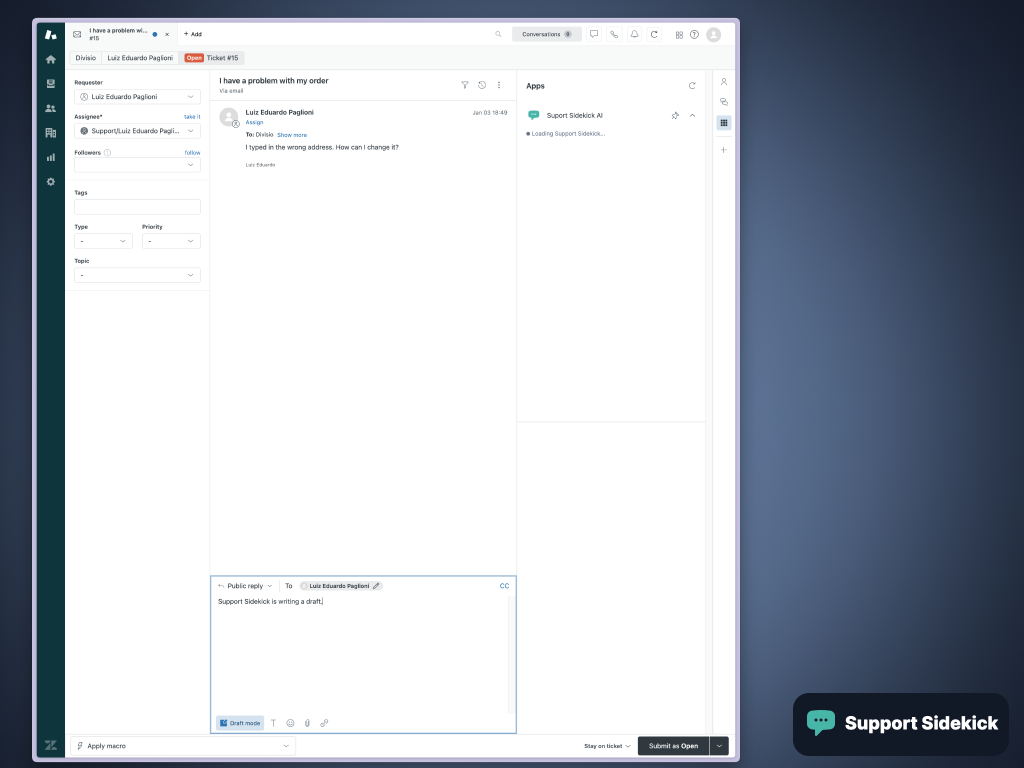 I have a problem wi...
#15
+ Add
Conversations 0
Divisio
Luiz Eduardo Paglioni
Open Ticket #15
Requester
Luiz Eduardo Paglioni
Assignee*
take it
Support/Luiz Eduardo Pagli...
Followers
follow
Tags
Type
Priority
-
-
Topic
-
I have a problem with my order
Via email
Luiz Eduardo Paglioni
Jan 03 18:49
Assign
To: Divisio Show more
I typed in the wrong address. How can I change it?
Luiz Eduardo
Public reply
To
Luiz Eduardo Paglioni
CC
Support Sidekick is writing a draft.
Draft mode
Apps
Suport Sidekick AI
Loading Support Sidekick...
Apply macro
Stay on ticket
Submit as Open
Support Sidekick